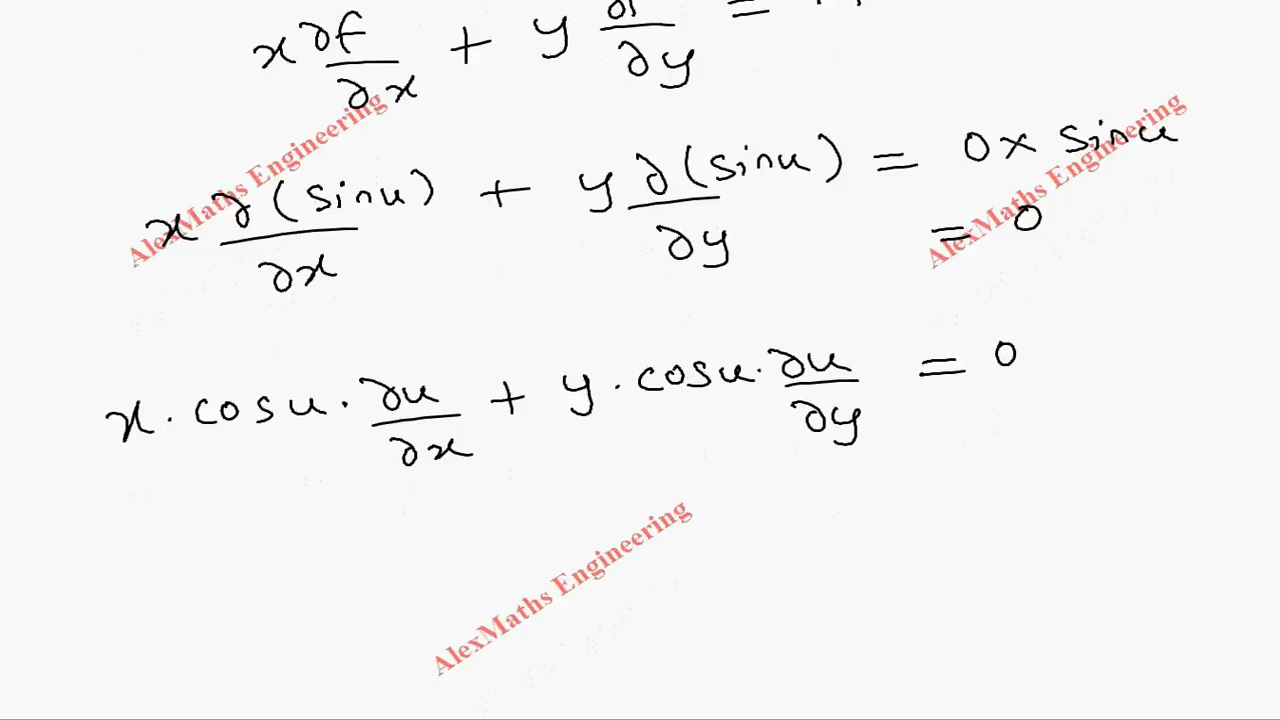 x ∂f/∂x + y ∂f/∂y =
x ∂(sinu)/∂x + y ∂(sinu)/∂y = 0 x sinu
= 0
x · cosu · ∂u/∂x + y · cosu · ∂u/∂y = 0
AlexMaths Engineering
AlexMaths Engineering
AlexMaths Engineering